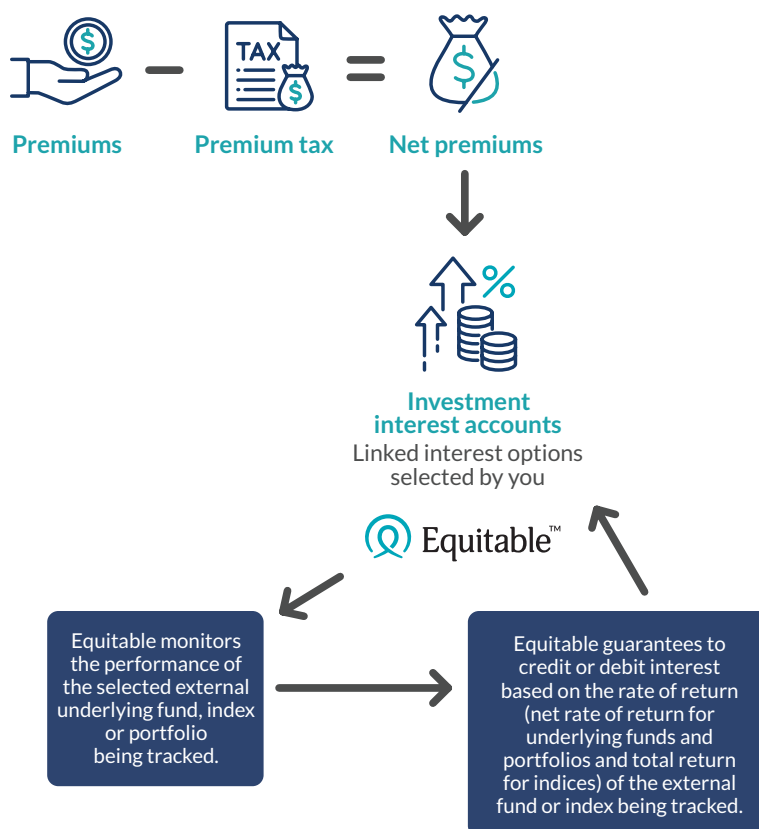 $
TAX
$
$
Premiums
Premium tax
Net premiums
%
Investment
interest accounts
Linked interest options
selected by you
Equitable™
Equitable monitors
the performance of
the selected external
underlying fund, index
or portfolio
being tracked.
Equitable guarantees to
credit or debit interest
based on the rate of return
(net rate of return for
underlying funds and
portfolios and total return
for indices) of the external
fund or index being tracked.